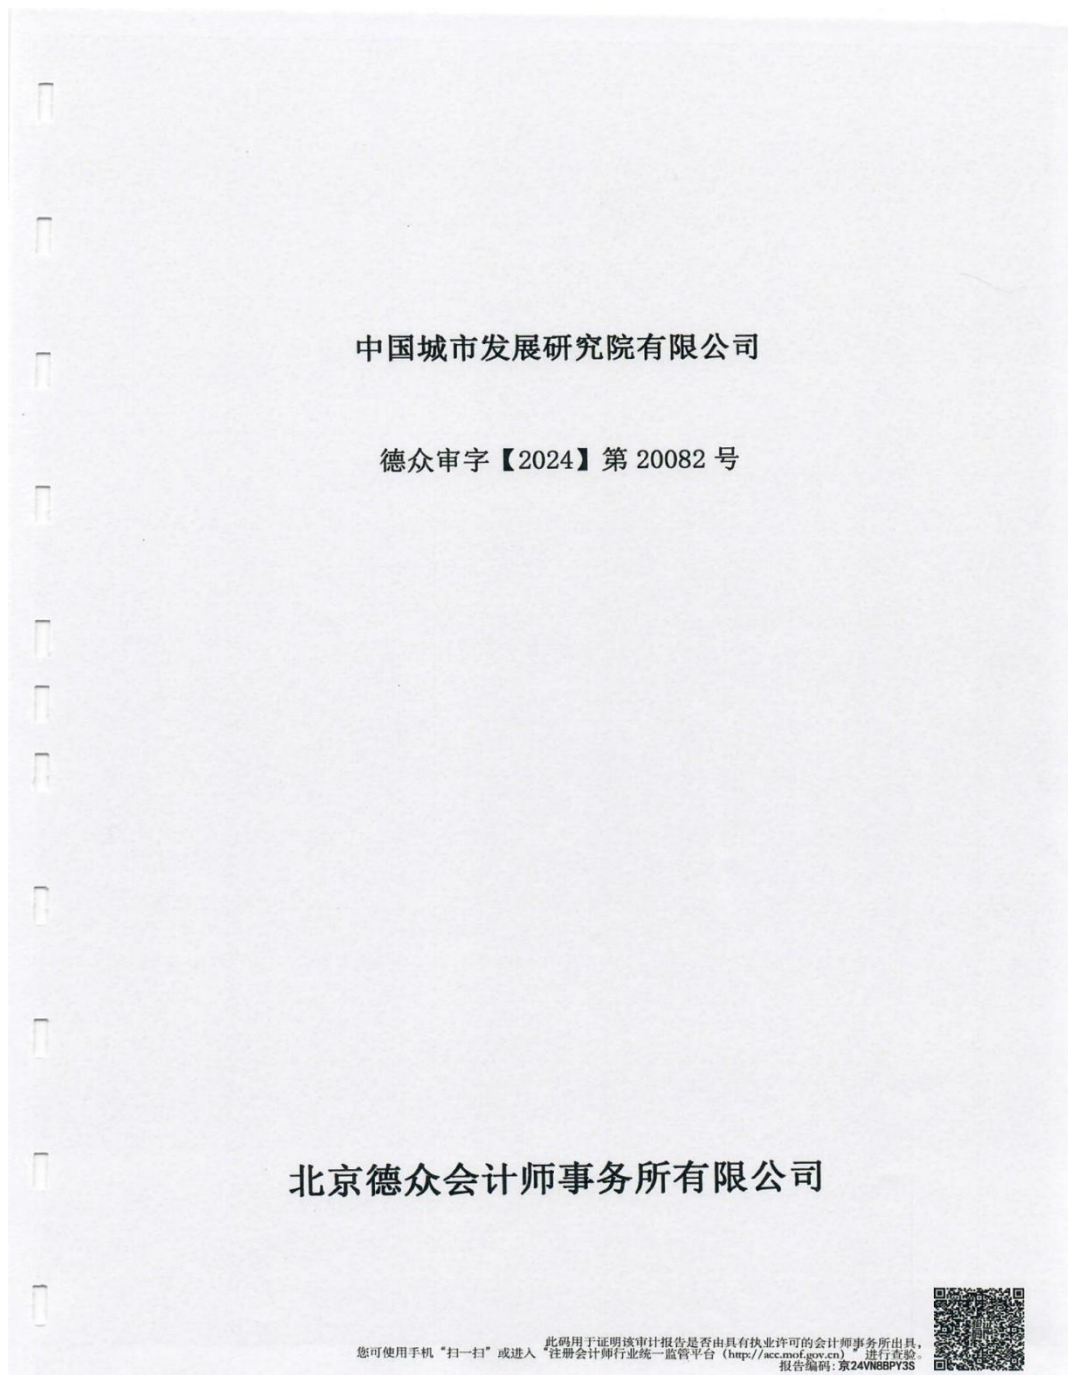 中国城市发展研究院有限公司
德众审字【2024】第 20082 号
北京德众会计师事务所有限公司
此码用于证明该审计报告是否由具有执业许可的会计师事务所出具，
您可使用手机“扫一扫”或进入“注册会计师行业统一监管平台（http://acc.mof.gov.cn）”进行查验。
报告编码：京24VN8BPY3S